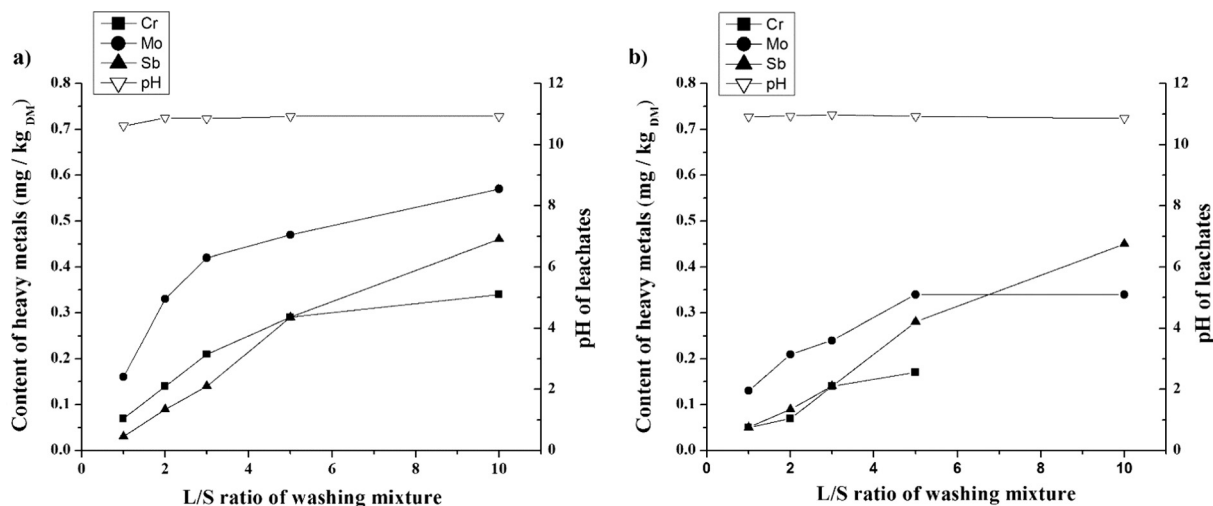 Cr
Mo
Sb
pH
a)
0.8
0.7
0.6
0.5
0.4
0.3
0.2
0.1
0.0
Content of heavy metals (mg / kg DM)
12
10
8
6
4
2
0
pH of leachates
0 2 4 6 8 10
L/S ratio of washing mixture
Cr
Mo
Sb
pH
b)
0.8
0.7
0.6
0.5
0.4
0.3
0.2
0.1
0.0
Content of heavy metals (mg / kg DM)
12
10
8
6
4
2
0
pH of leachates
0 2 4 6 8 10
L/S ratio of washing mixture